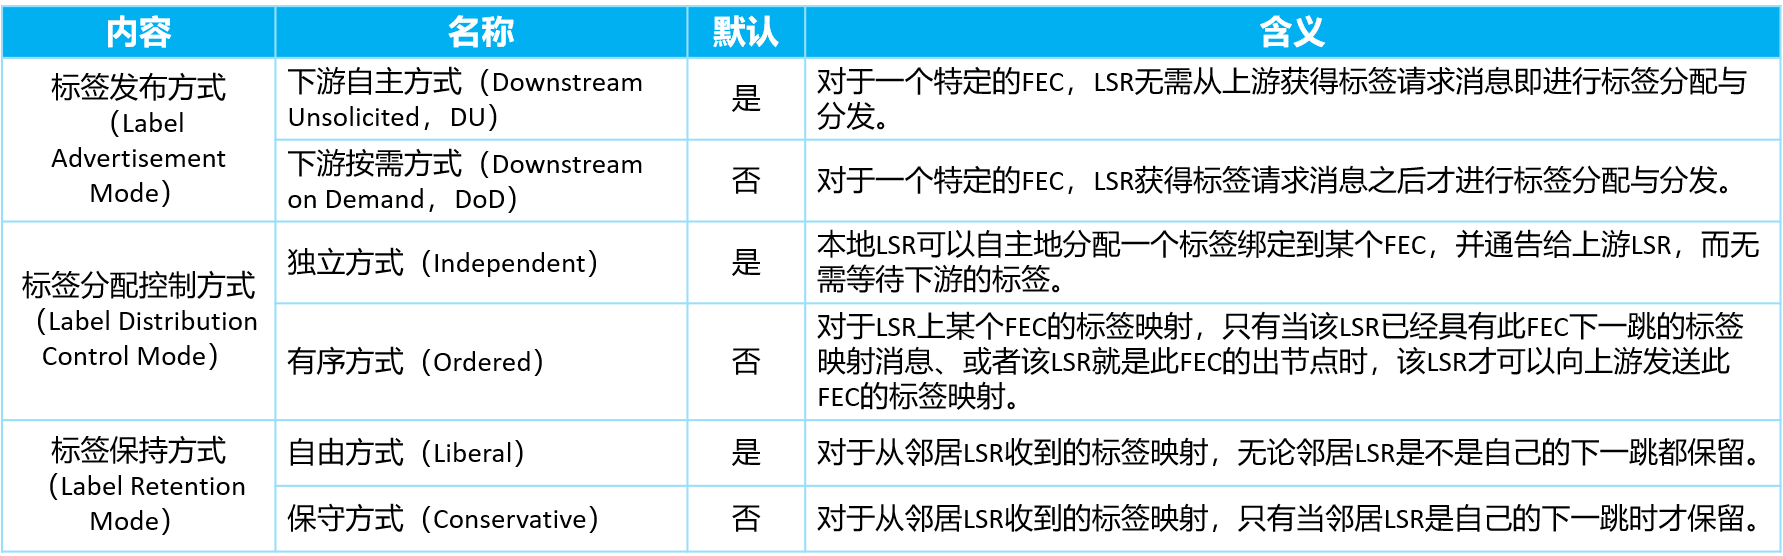 内容
名称
默认
含义
标签发布方式
（Label
Advertisement
Mode）
下游自主方式（Downstream
Unsolicited，DU）
是
对于一个特定的FEC，LSR无需从上游获得标签请求消息即进行标签分配与
分发。
下游按需方式（Downstream
on Demand，DoD）
否
对于一个特定的FEC，LSR获得标签请求消息之后才进行标签分配与分发。
标签分配控制方式
（Label Distribution
Control Mode）
独立方式（Independent）
是
本地LSR可以自主地分配一个标签绑定到某个FEC，并通告给上游LSR，而无
需等待下游的标签。
有序方式（Ordered）
否
对于LSR上某个FEC的标签映射，只有当该LSR已经具有此FEC下一跳的标签
映射消息、或者该LSR就是此FEC的出节点时，该LSR才可以向上游发送此
FEC的标签映射。
标签保持方式
（Label Retention
Mode）
自由方式（Liberal）
是
对于从邻居LSR收到的标签映射，无论邻居LSR是不是自己的下一跳都保留。
保守方式（Conservative）
否
对于从邻居LSR收到的标签映射，只有当邻居LSR是自己的下一跳时才保留。